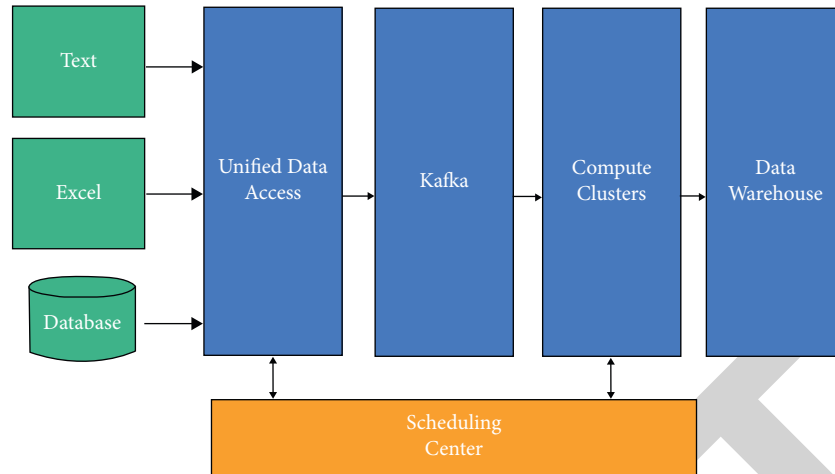 Text
Excel
Database
Unified Data
Access
Kafka
Compute
Clusters
Data
Warehouse
Scheduling
Center